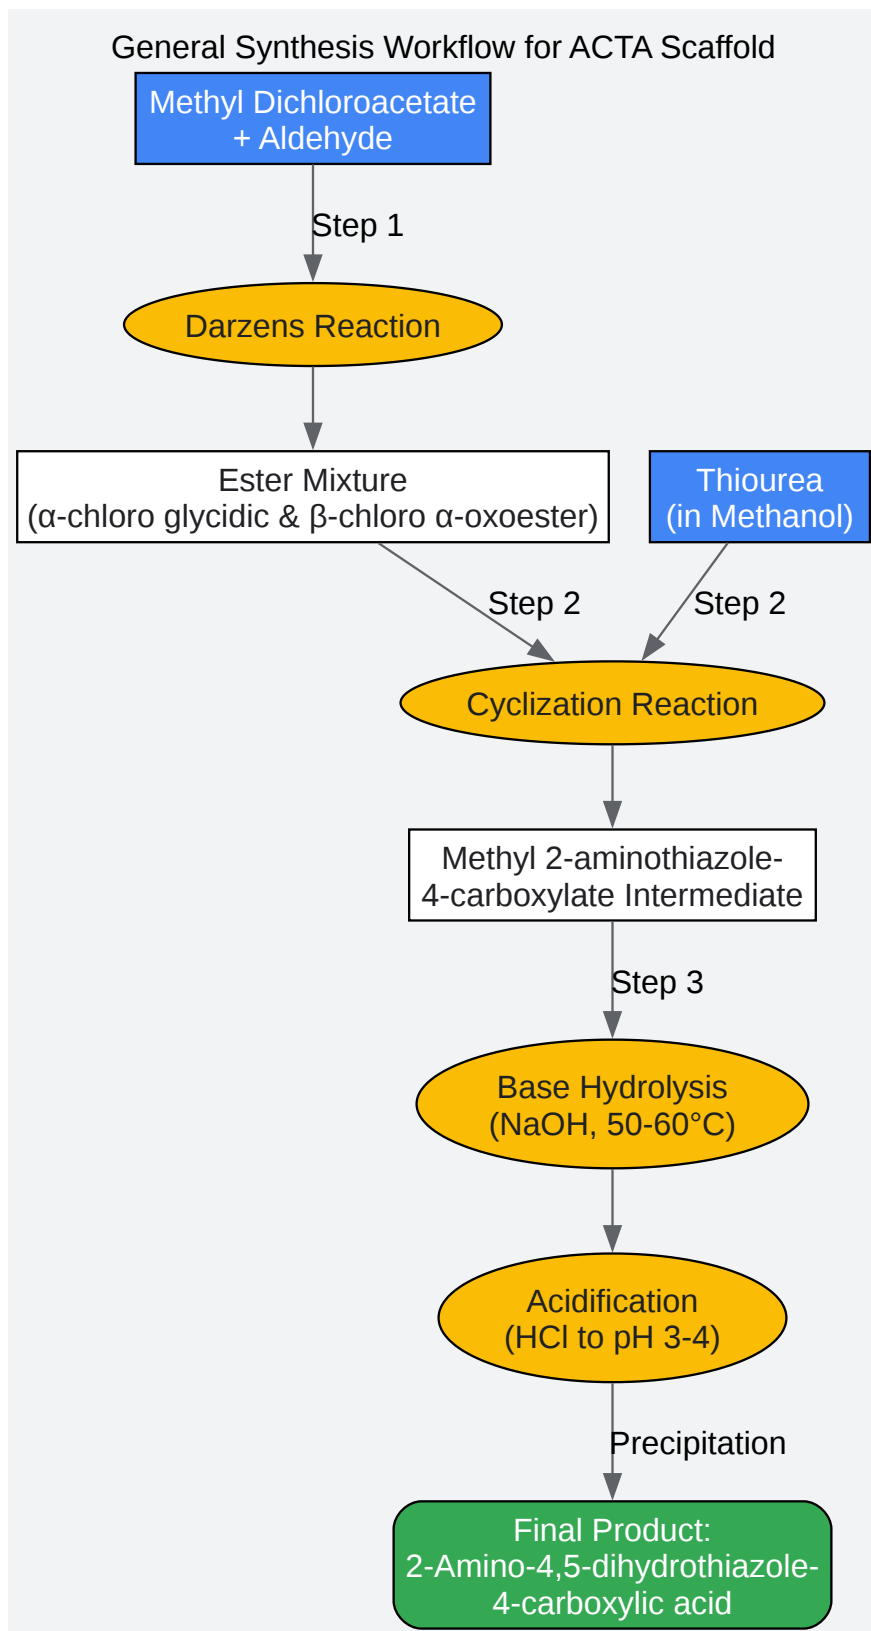 General Synthesis Workflow for ACTA Scaffold
Methyl Dichloroacetate
+ Aldehyde
Step 1
Darzens Reaction
Ester Mixture
(α-chloro glycidic & β-chloro α-oxoester)
Thiourea
(in Methanol)
Step 2
Step 2
Cyclization Reaction
Methyl 2-aminothiazole-
4-carboxylate Intermediate
Step 3
Base Hydrolysis
(NaOH, 50-60°C)
Acidification
(HCl to pH 3-4)
Precipitation
Final Product:
2-Amino-4,5-dihydrothiazole-
4-carboxylic acid